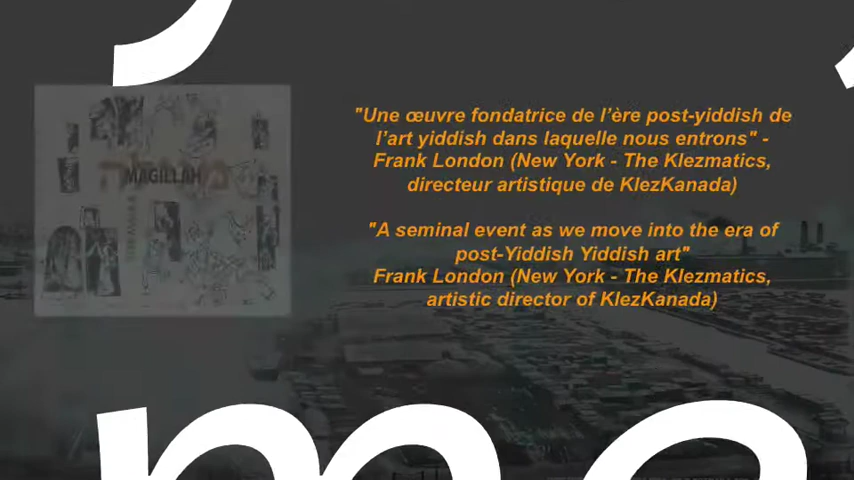 "Une œuvre fondatrice de l'ère post-yiddish de
l'art yiddish dans laquelle nous entrons" -
Frank London (New York - The Klezmatics,
directeur artistique de KlezKanada)
"A seminal event as we move into the era of
post-Yiddish Yiddish art"
Frank London (New York - The Klezmatics,
artistic director of KlezKanada)
MAGILLAH